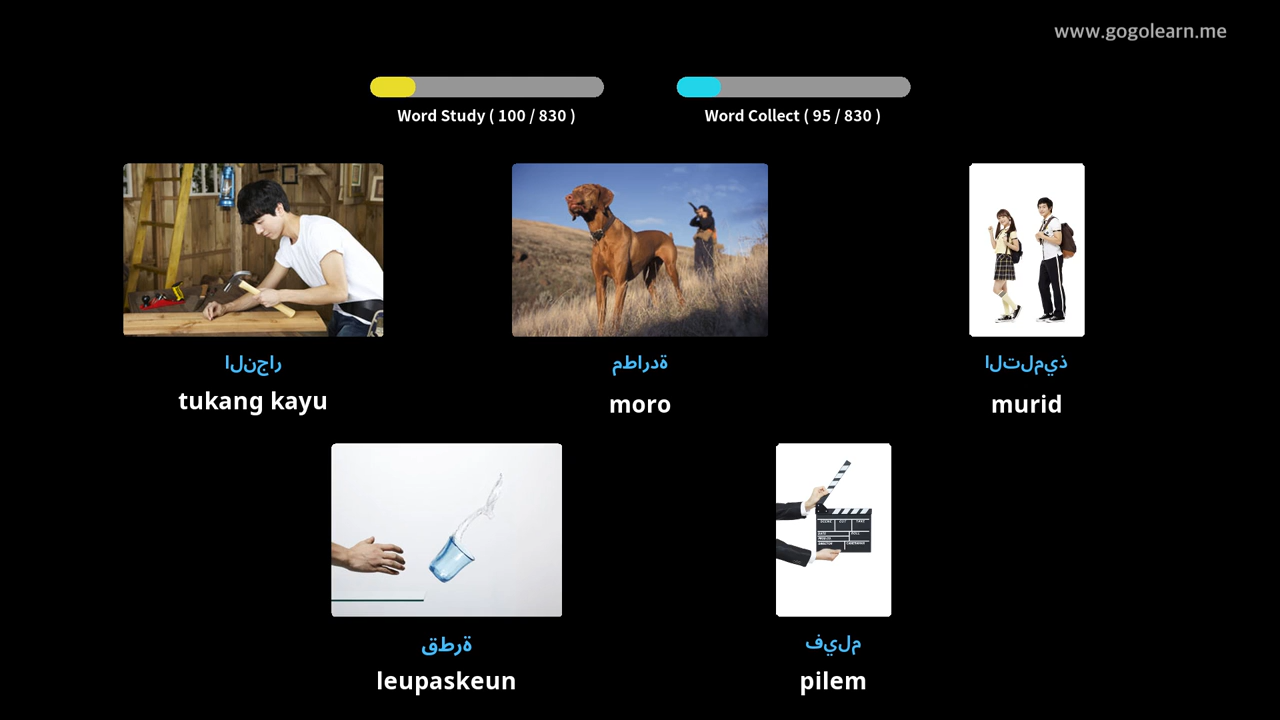 www.gogolearn.me
Word Study ( 100 / 830 )
Word Collect ( 95 / 830 )
النجار
tukang kayu
مطاردة
moro
التلميذ
murid
قطرة
leupaskeun
فيلم
pilem